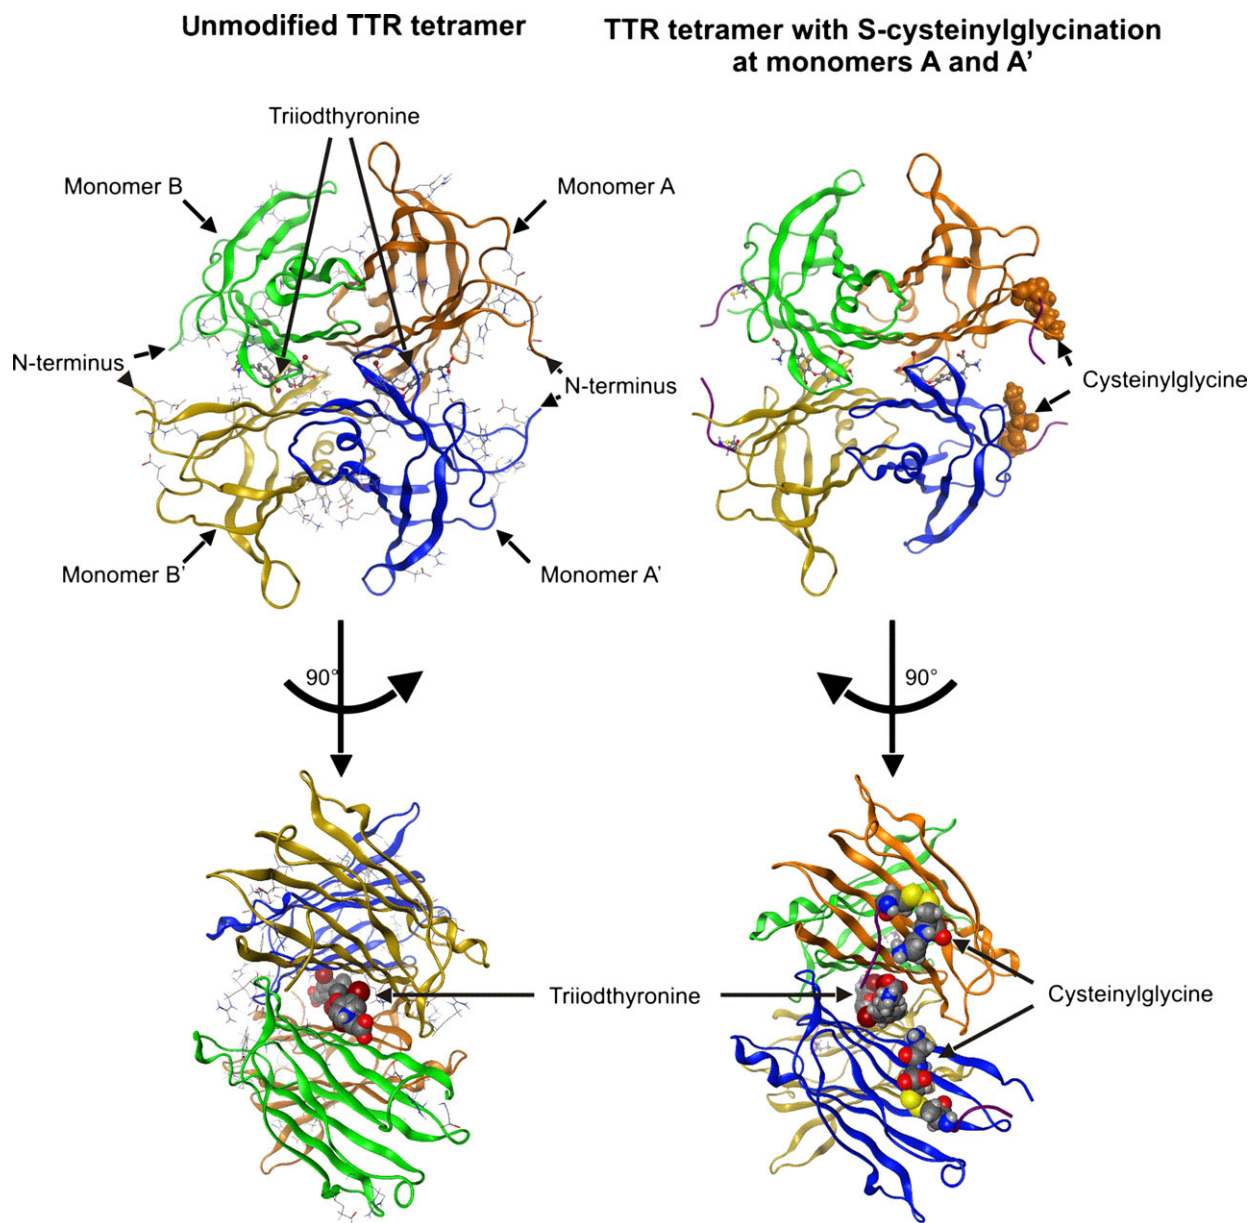 Unmodified TTR tetramer
TTR tetramer with S-cysteinylglycination
at monomers A and A’
Triiodthyronine
Monomer B
Monomer A
N-terminus
N-terminus
Cysteinylglycine
Monomer B’
Monomer A’
90°
90°
Triiodthyronine
Cysteinylglycine